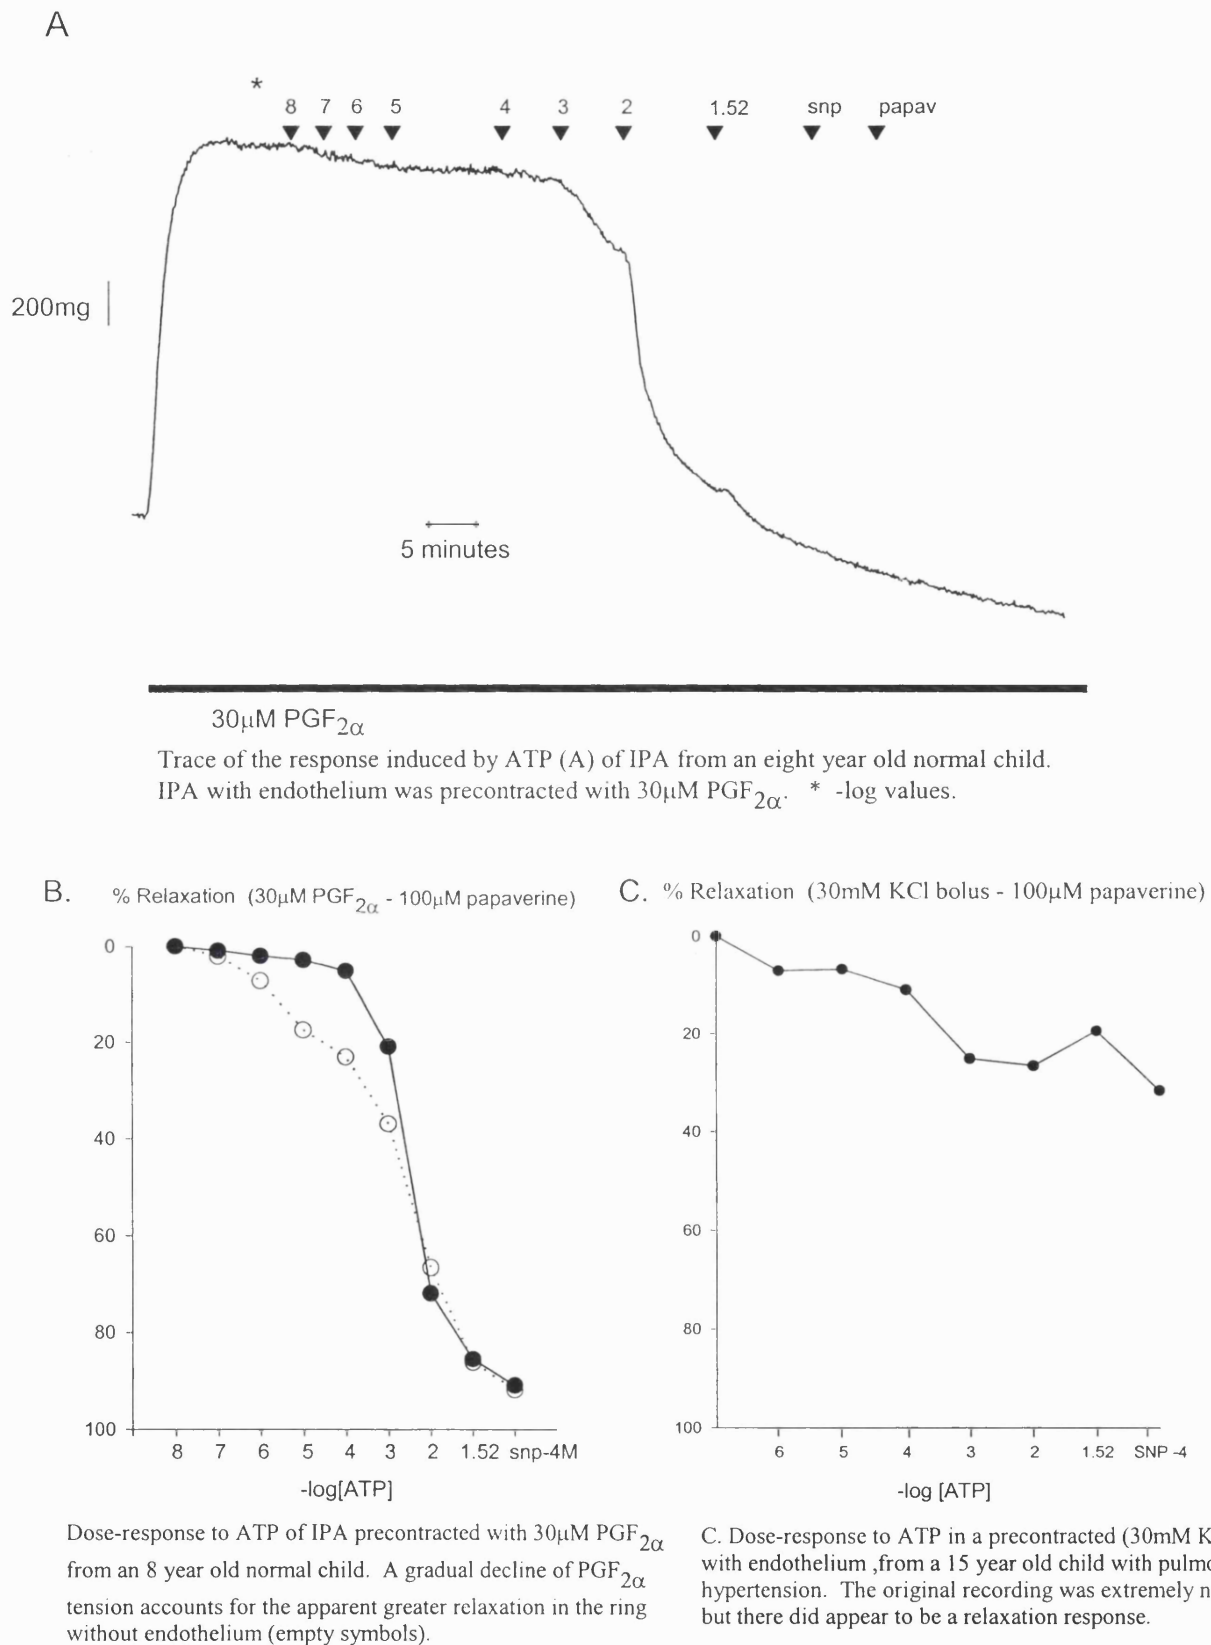 A
*
8 7 6 5 4 3 2 1.52 snp papav
200mg
5 minutes
30µM PGF2α
Trace of the response induced by ATP (A) of IPA from an eight year old normal child.
IPA with endothelium was precontracted with 30µM PGF2α. * -log values.
B. % Relaxation (30µM PGF2α - 100µM papaverine)
0
20
40
60
80
100
8 7 6 5 4 3 2 1.52 snp-4M
-log[ATP]
Dose-response to ATP of IPA precontracted with 30µM PGF2α
from an 8 year old normal child. A gradual decline of PGF2α
tension accounts for the apparent greater relaxation in the ring
without endothelium (empty symbols).
C. % Relaxation (30mM KCl bolus - 100µM papaverine)
0
20
40
60
80
100
6 5 4 3 2 1.52 SNP -4
-log [ATP]
C. Dose-response to ATP in a precontracted (30mM K
with endothelium ,from a 15 year old child with pulmo
hypertension. The original recording was extremely n
but there did appear to be a relaxation response.